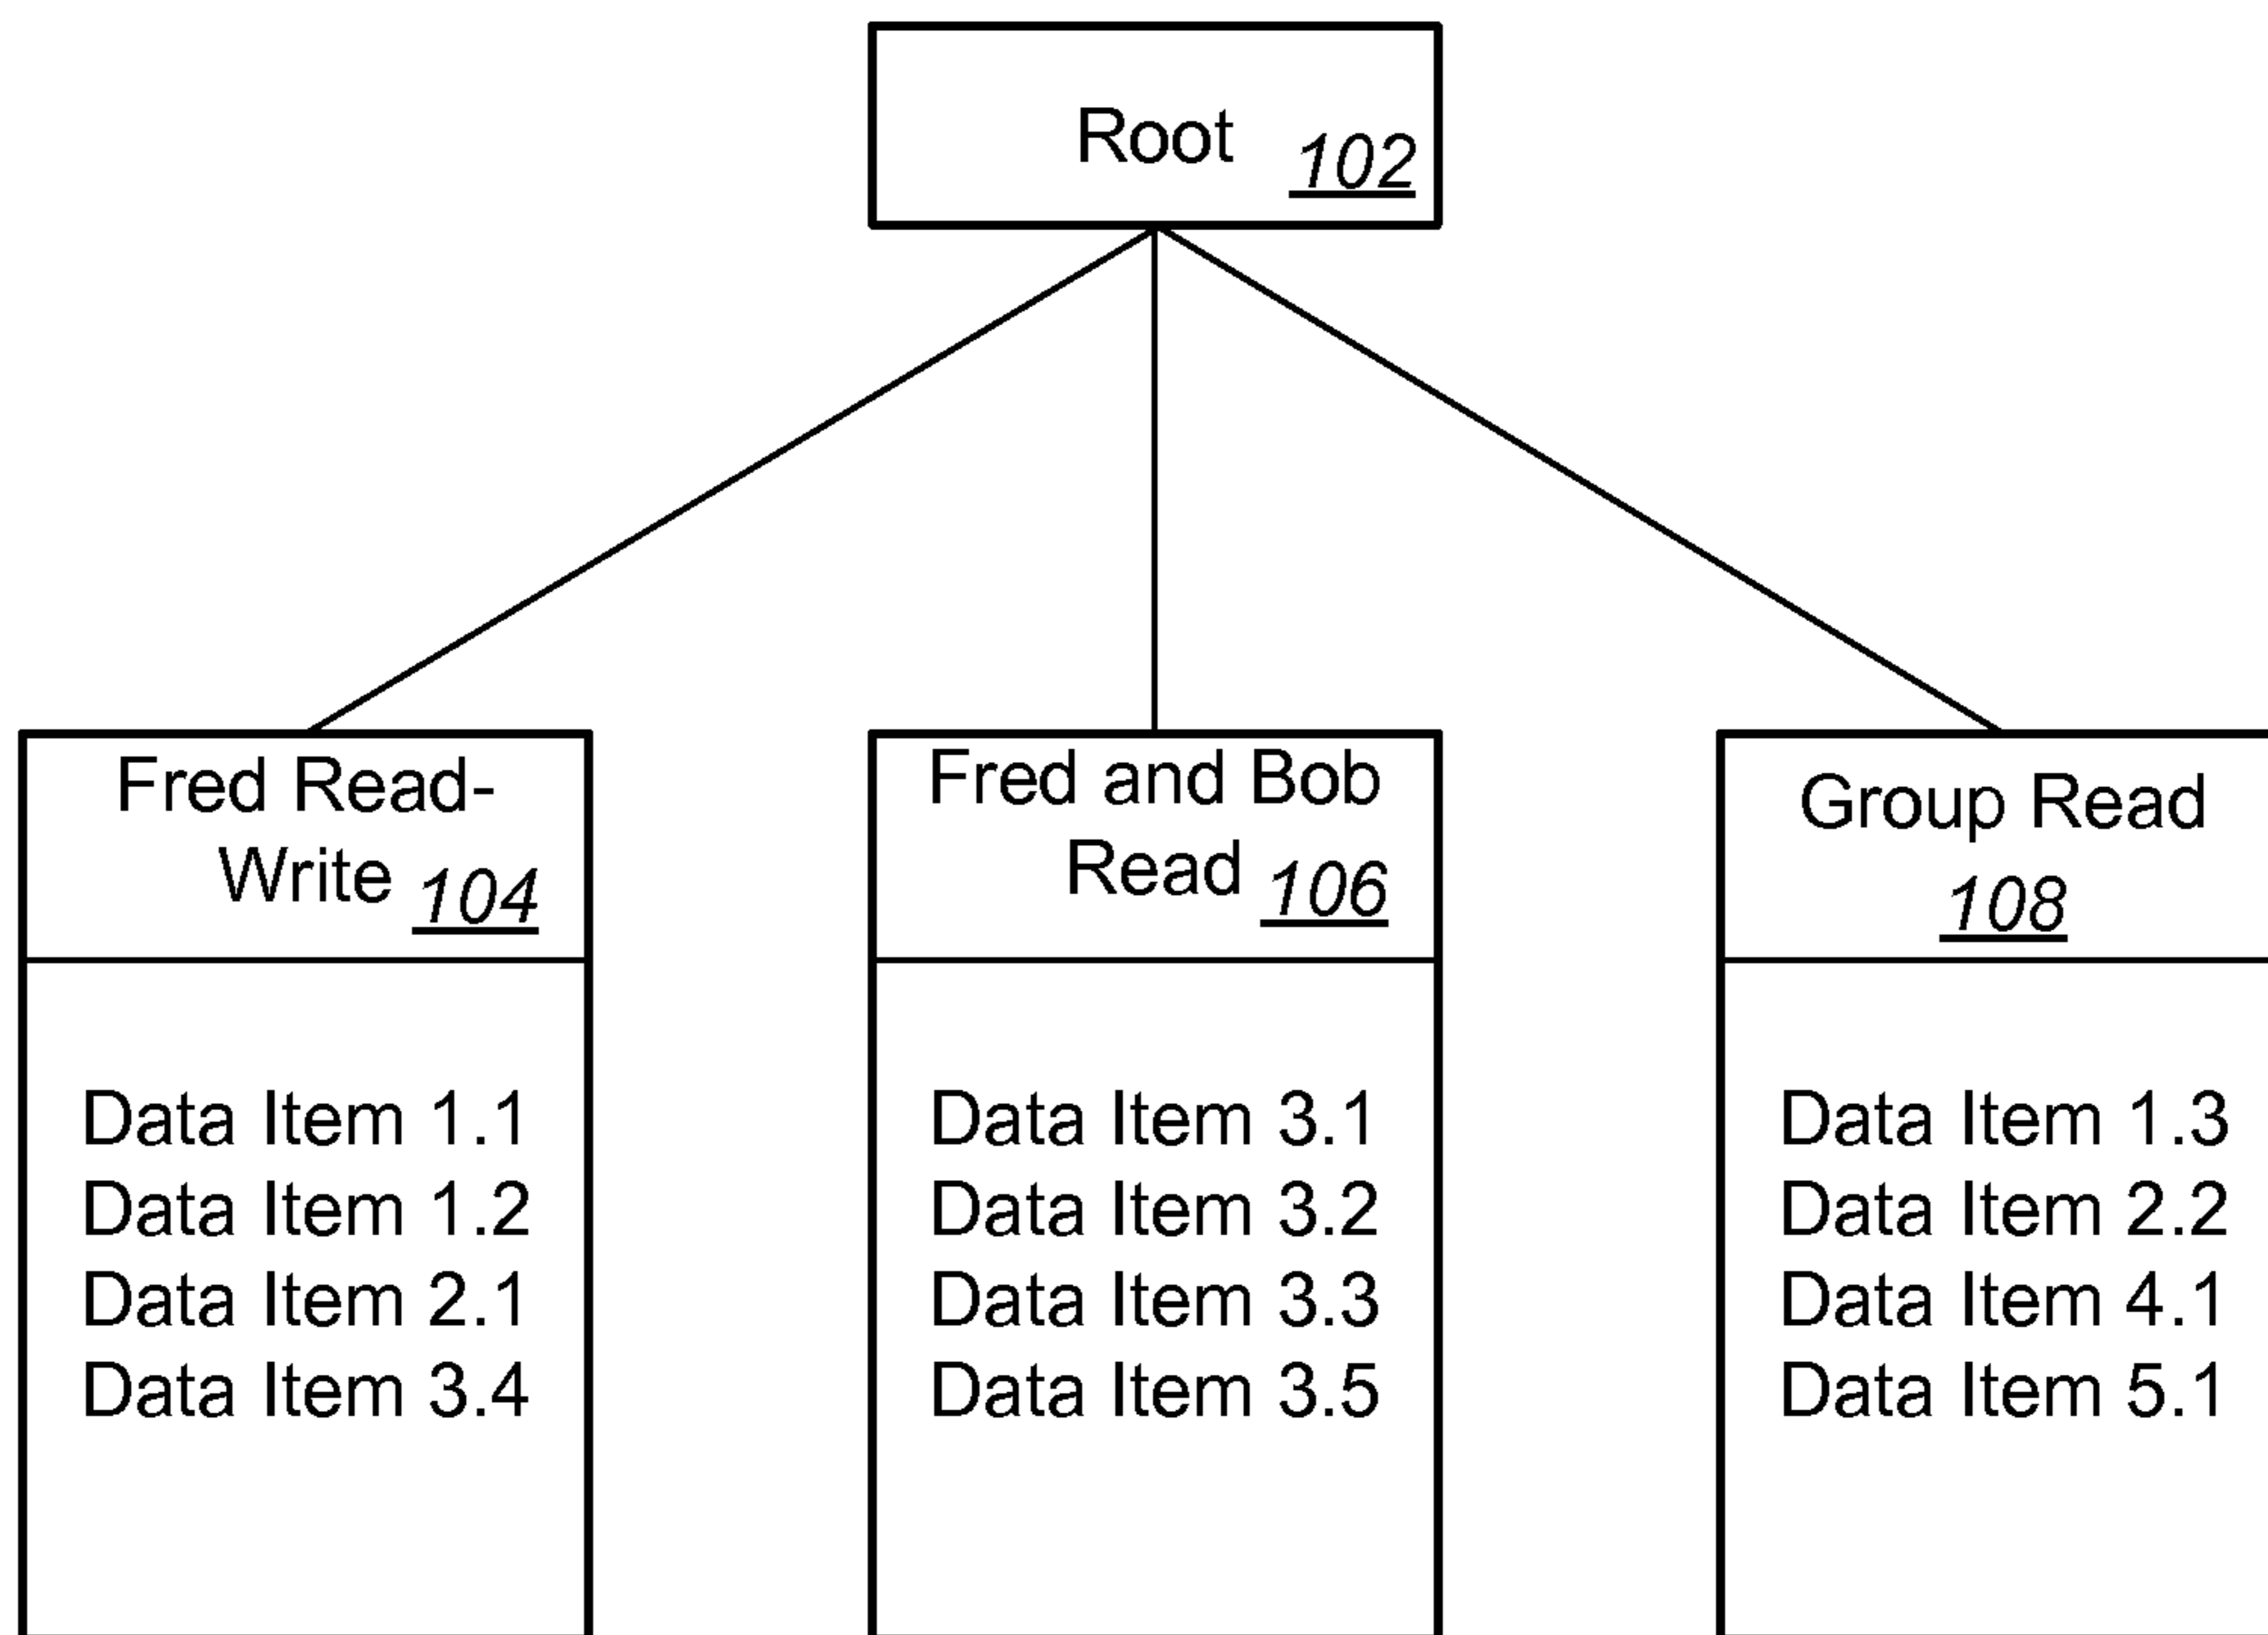 Root 102
Fred Read-
Write 104
Data Item 1.1
Data Item 1.2
Data Item 2.1
Data Item 3.4
Fred and Bob
Read 106
Data Item 3.1
Data Item 3.2
Data Item 3.3
Data Item 3.5
Group Read
108
Data Item 1.3
Data Item 2.2
Data Item 4.1
Data Item 5.1